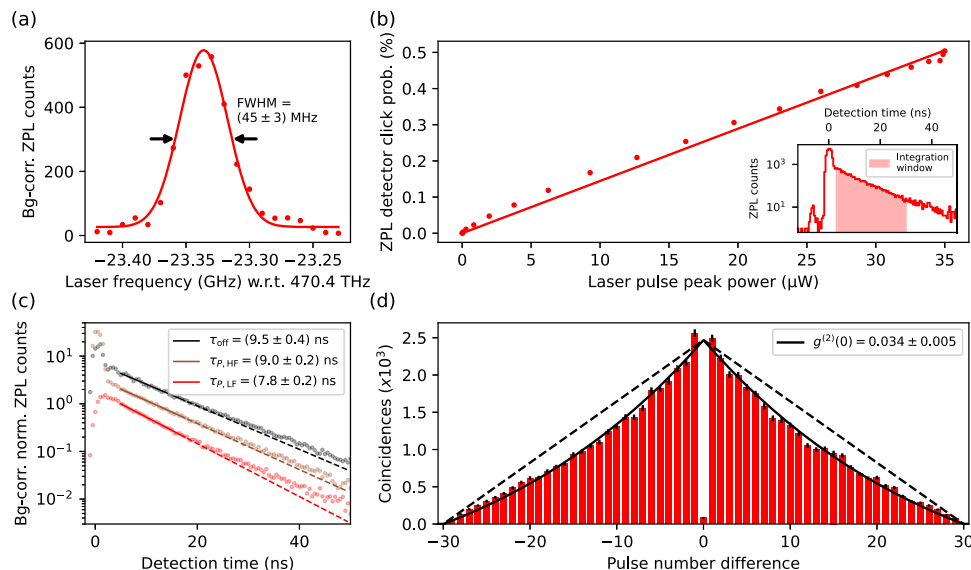 (a)
600
400
200
0
Bg-corr. ZPL counts
FWHM =
(45 ± 3) MHz
−23.40
−23.35
−23.30
−23.25
Laser frequency (GHz) w.r.t. 470.4 THz
(b)
0.5
0.4
0.3
0.2
0.1
0.0
ZPL detector click prob. (%)
0
5
10
15
20
25
30
35
Laser pulse peak power (µW)
Detection time (ns)
0
20
40
10³
10¹
ZPL counts
Integration
window
(c)
10¹
10⁰
10⁻¹
10⁻²
Bg-corr. norm. ZPL counts
τoff = (9.5 ± 0.4) ns
τP, HF = (9.0 ± 0.2) ns
τP, LF = (7.8 ± 0.2) ns
0
20
40
Detection time (ns)
(d)
2.5
2.0
1.5
1.0
0.5
0.0
Coincidences (x10³)
g⁽²⁾(0) = 0.034 ± 0.005
−30
−20
−10
0
10
20
30
Pulse number difference